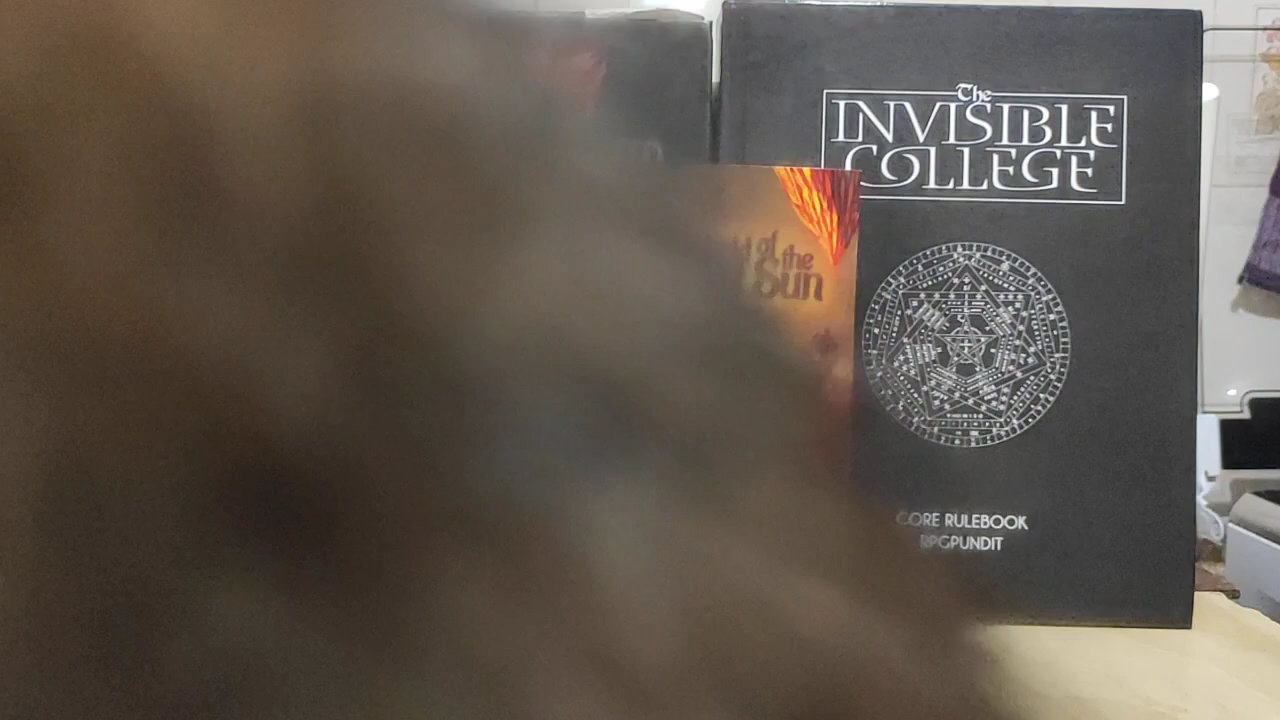 The
INVISIBLE
COLLEGE
of the
Sun
CORE RULEBOOK
RPGPUNDIT